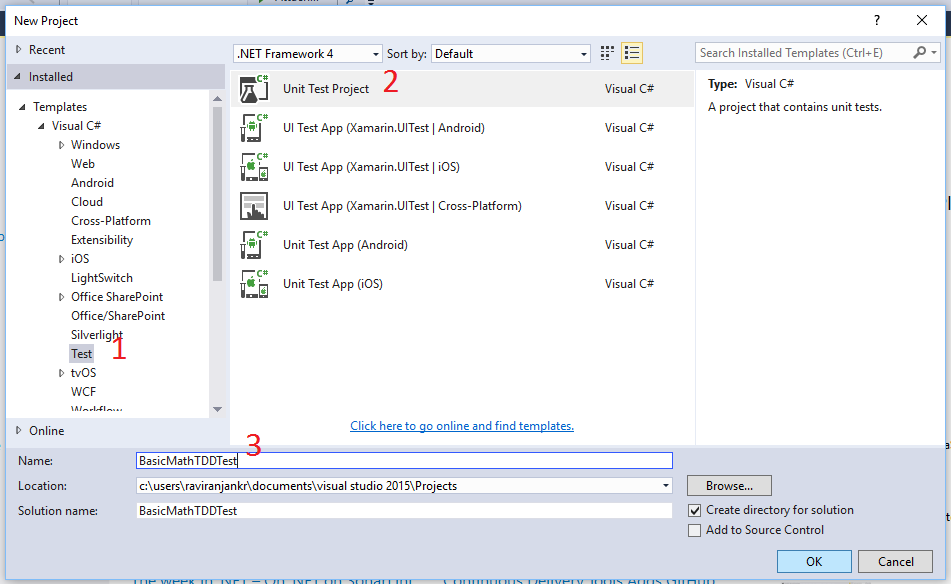 New Project
?
Recent
.NET Framework 4
Sort by:
Default
Search Installed Templates (Ctrl+E)
Installed
Templates
Visual C#
Windows
Web
Android
Cloud
Cross-Platform
Extensibility
iOS
LightSwitch
Office SharePoint
Office/SharePoint
Silverlight
Test
1
tvOS
WCF
Workflow
Online
C#
Unit Test Project
2
Visual C#
C#
UI Test App (Xamarin.UITest | Android)
Visual C#
C#
UI Test App (Xamarin.UITest | iOS)
Visual C#
UI Test App (Xamarin.UITest | Cross-Platform)
Visual C#
C#
Unit Test App (Android)
Visual C#
C#
Unit Test App (iOS)
Visual C#
Click here to go online and find templates.
Type: Visual C#
A project that contains unit tests.
3
Name:
BasicMathTDDTest
Location:
c:\users\raviranjankr\documents\visual studio 2015\Projects
Browse...
Solution name:
BasicMathTDDTest
Create directory for solution
Add to Source Control
OK
Cancel